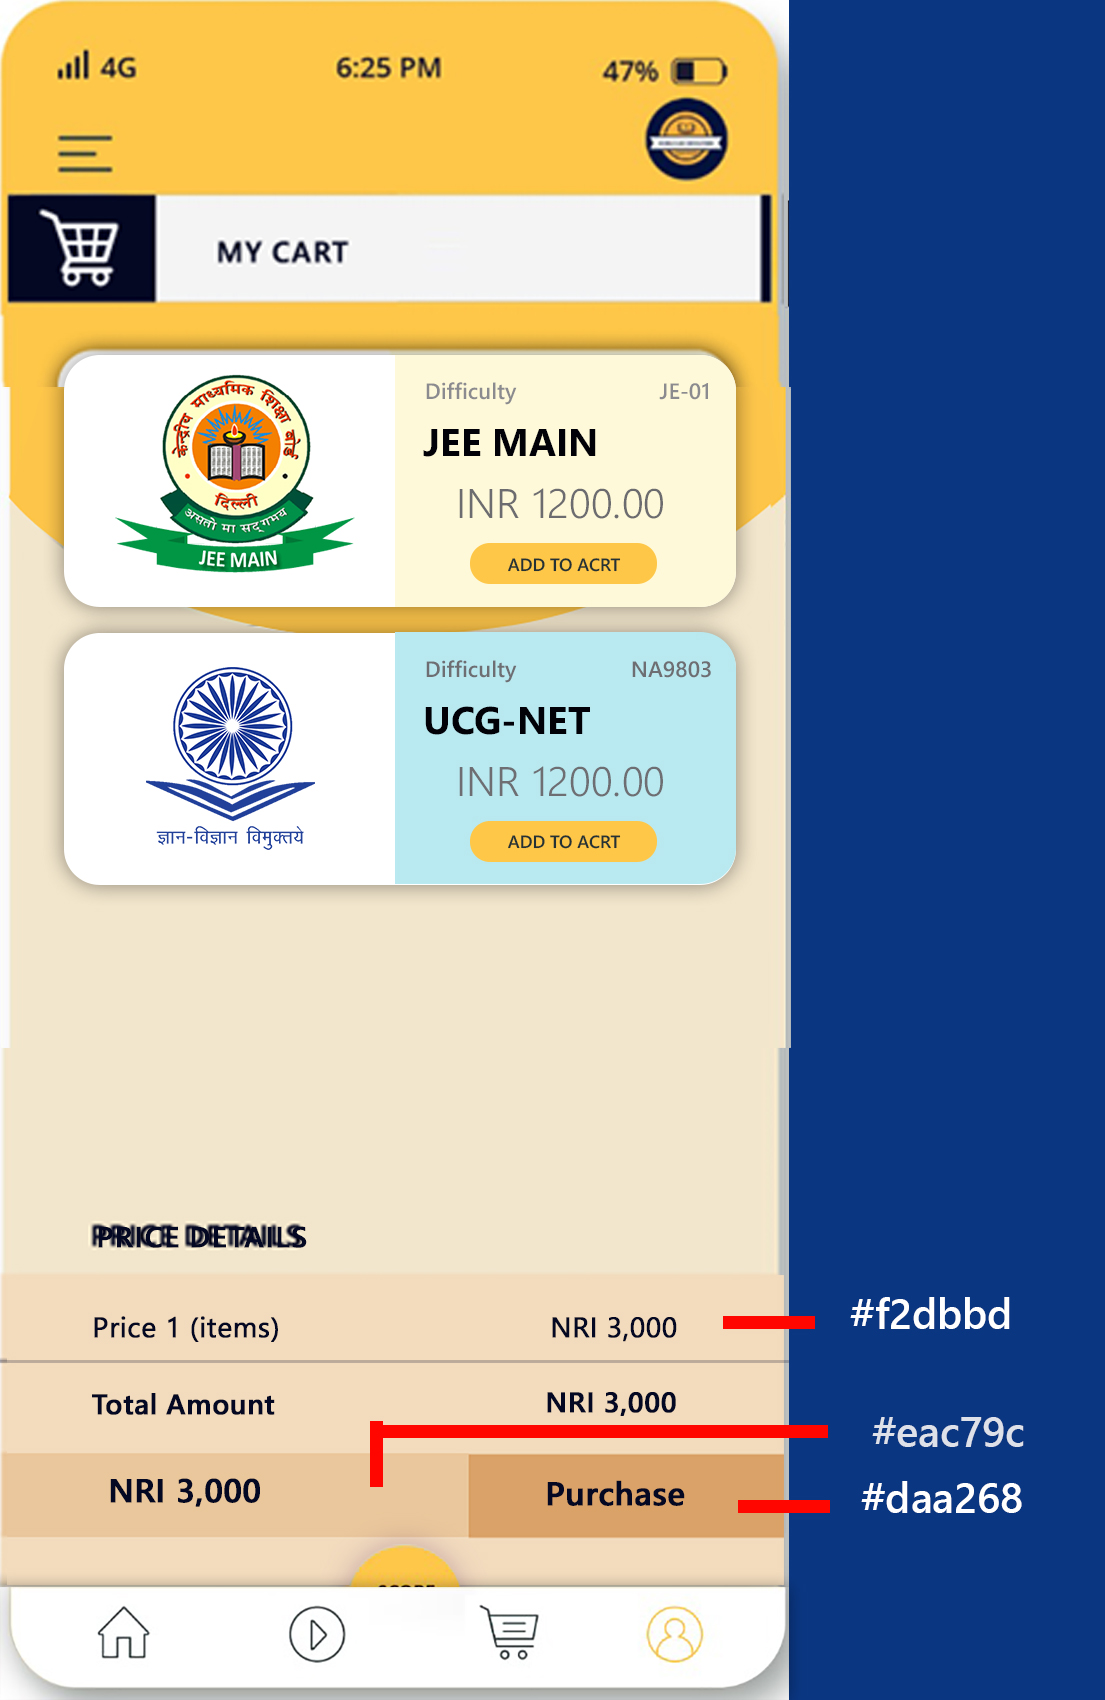 4G 6:25 PM 47%
MY CART
केन्द्रीय माध्यमिक शिक्षा बोर्ड
दिल्ली
असतो मा सद्गमय
JEE MAIN
Difficulty JE-01
JEE MAIN
INR 1200.00
ADD TO ACRT
ज्ञान-विज्ञान विमुक्तये
Difficulty NA9803
UCG-NET
INR 1200.00
ADD TO ACRT
PRICE DETAILS
Price 1 (items) NRI 3,000
#f2dbbd
Total Amount NRI 3,000
#eac79c
NRI 3,000 Purchase
#daa268